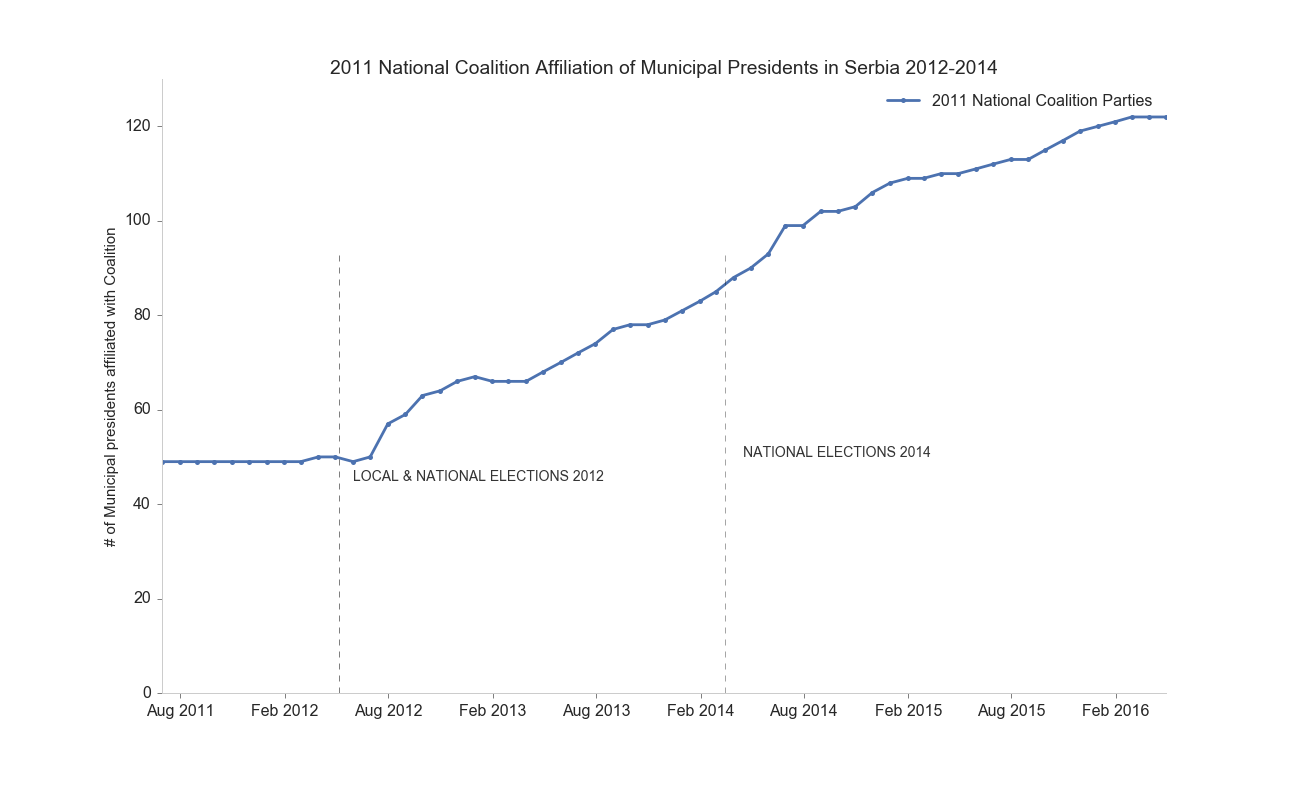 2011 National Coalition Affiliation of Municipal Presidents in Serbia 2012-2014
2011 National Coalition Parties
# of Municipal presidents affiliated with Coalition
120
100
80
60
40
20
0
LOCAL & NATIONAL ELECTIONS 2012
NATIONAL ELECTIONS 2014
Aug 2011 Feb 2012 Aug 2012 Feb 2013 Aug 2013 Feb 2014 Aug 2014 Feb 2015 Aug 2015 Feb 2016